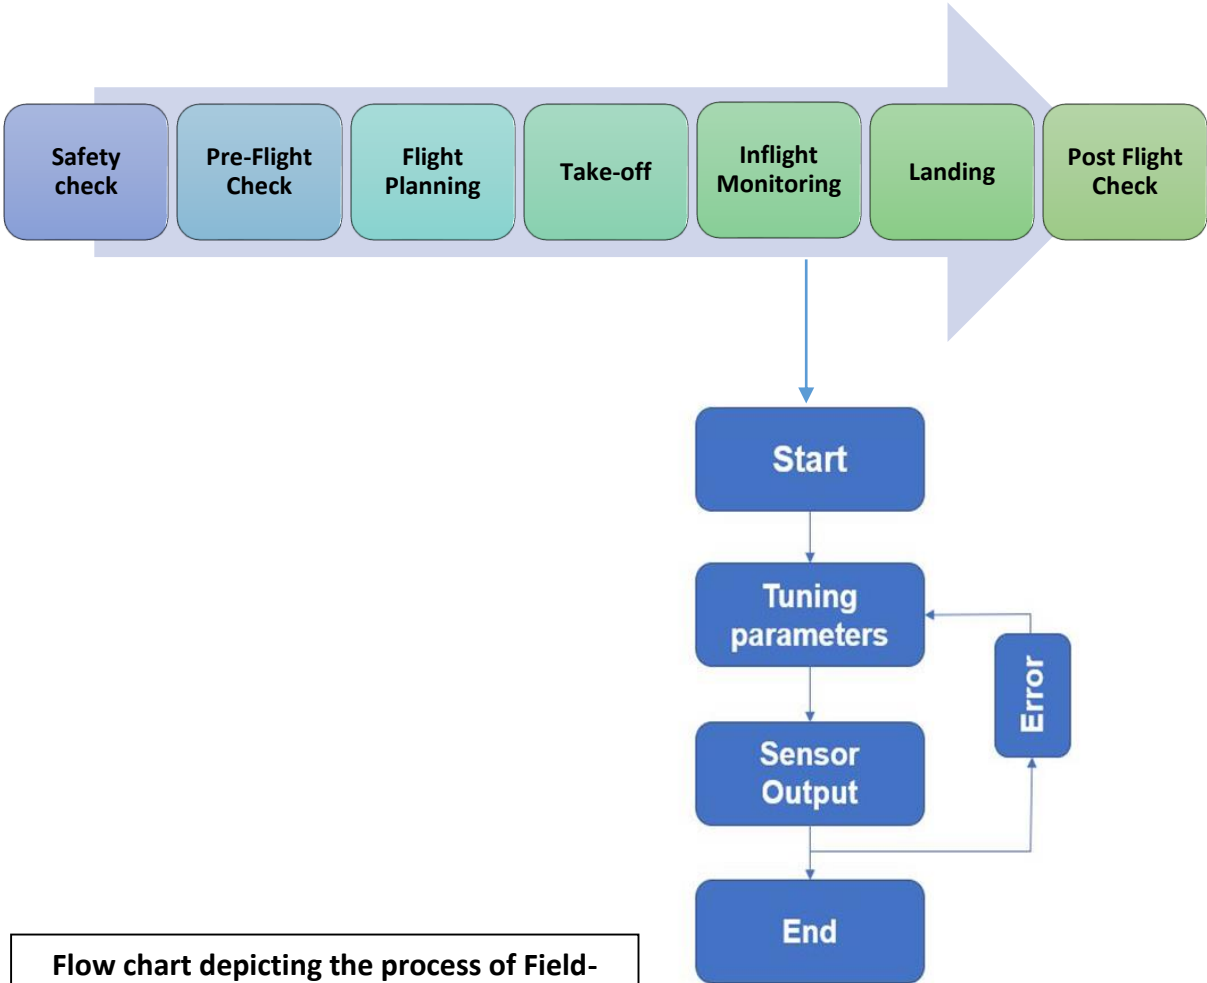 Safety
check
Pre-Flight
Check
Flight
Planning
Take-off
Inflight
Monitoring
Landing
Post Flight
Check
Start
Tuning
parameters
Error
Sensor
Output
End
Flow chart depicting the process of Field-